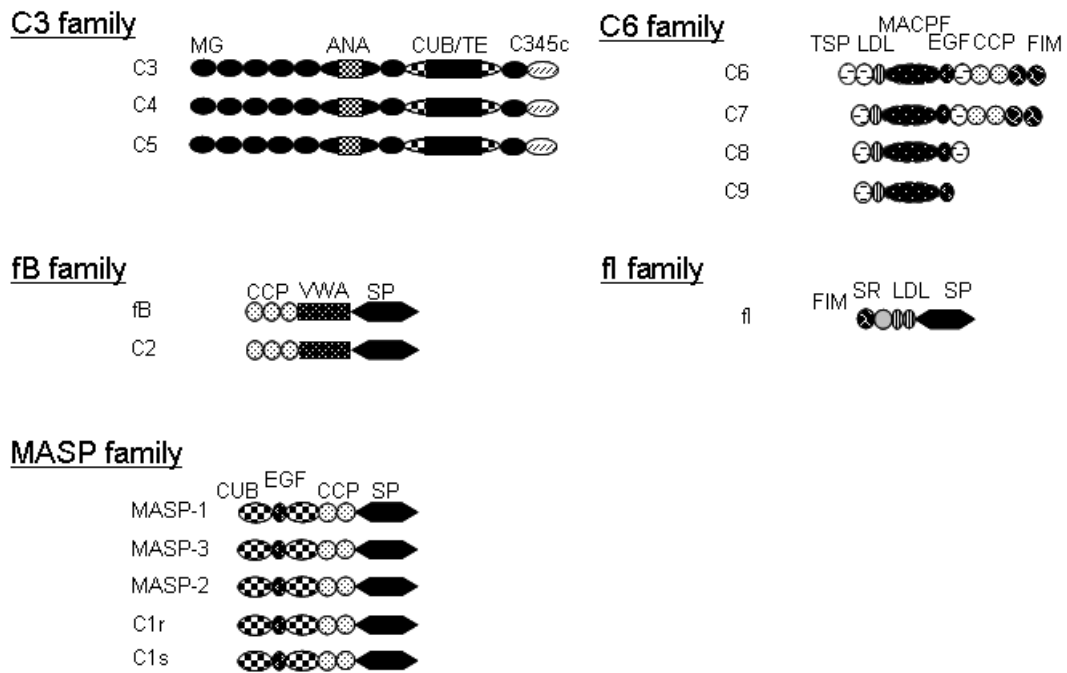 C3 family
MG ANA CUB/TE C345c
C3
C4
C5
C6 family
MACPF
TSP LDL EGF CCP FIM
C6
C7
C8
C9
fB family
CCP VWA SP
fB
C2
fI family
FIM SR LDL SP
fI
MASP family
CUB EGF CCP SP
MASP-1
MASP-3
MASP-2
C1r
C1s